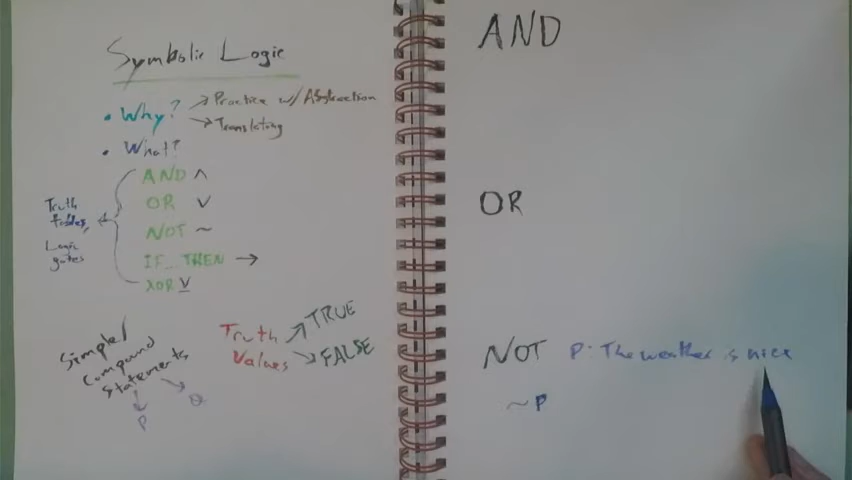 Symbolic Logic
• Why? → Practice w/ Abstraction
→ Translating
• What?
AND ∧
OR ∨
NOT ~
IF... THEN →
XOR ⊻
Truth
tables,
Logic
gates
Simple/
Compound
Statements
P Q
Truth
Values
TRUE
FALSE
AND
OR
NOT P: The weather is nice
~P